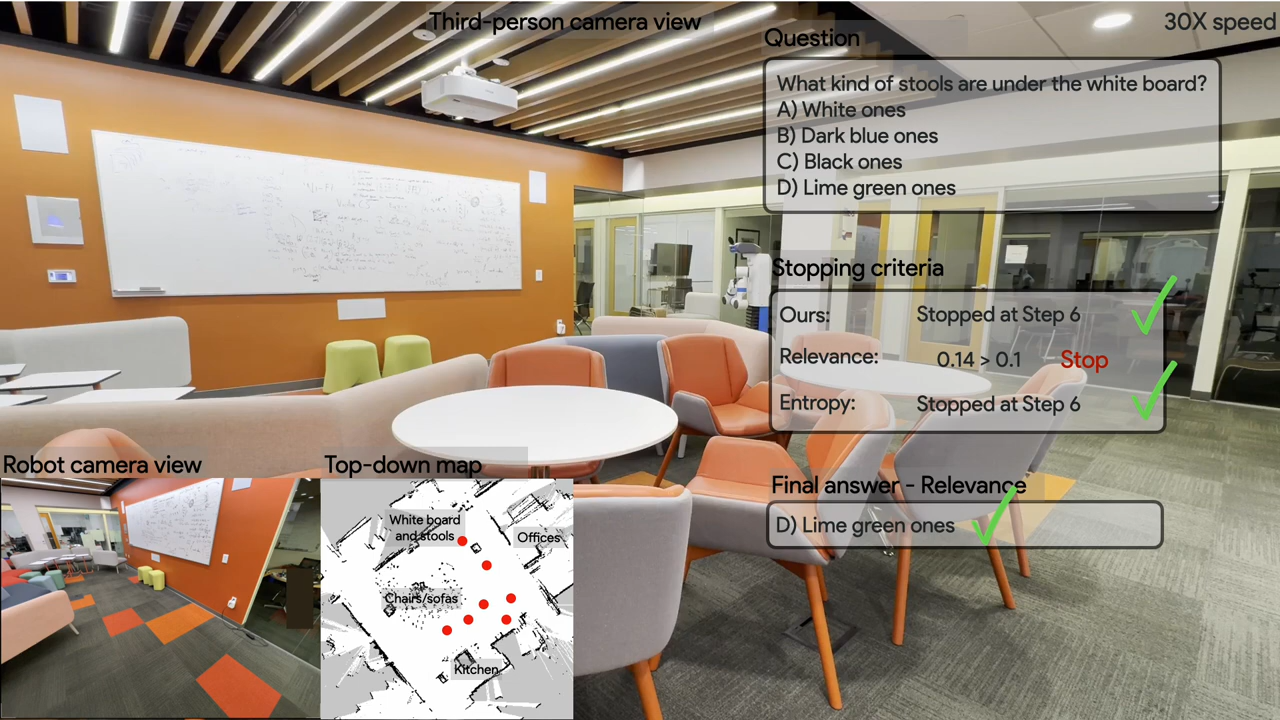 Third-person camera view
30X speed
Question
What kind of stools are under the white board?
A) White ones
B) Dark blue ones
C) Black ones
D) Lime green ones
Stopping criteria
Ours: Stopped at Step 6
Relevance: 0.14 > 0.1 Stop
Entropy: Stopped at Step 6
Final answer - Relevance
D) Lime green ones
Robot camera view
Top-down map
White board
and stools
Offices
Chairs/sofas
Kitchen